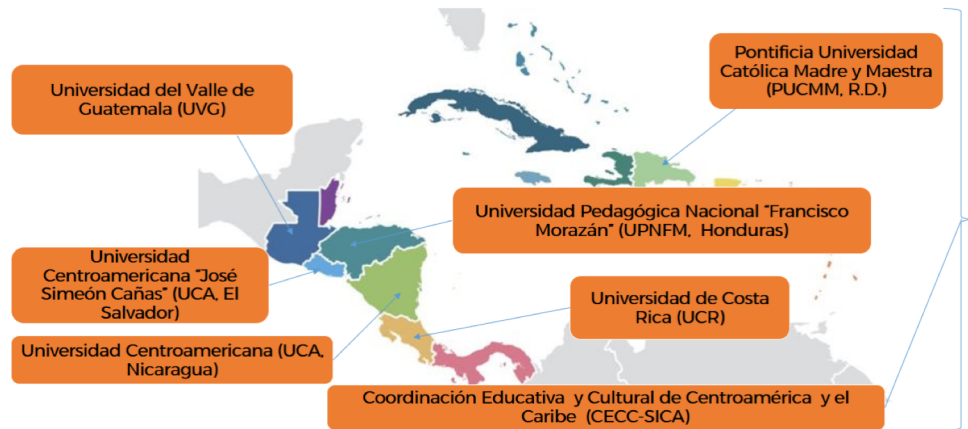 Universidad del Valle de
Guatemala (UVG)
Pontificia Universidad
Católica Madre y Maestra
(PUCMM, R.D.)
Universidad Pedagógica Nacional “Francisco
Morazán” (UPNFM, Honduras)
Universidad
Centroamericana “José
Simeón Cañas” (UCA, El
Salvador)
Universidad de Costa
Rica (UCR)
Universidad Centroamericana (UCA,
Nicaragua)
Coordinación Educativa y Cultural de Centroamérica y el
Caribe (CECC-SICA)